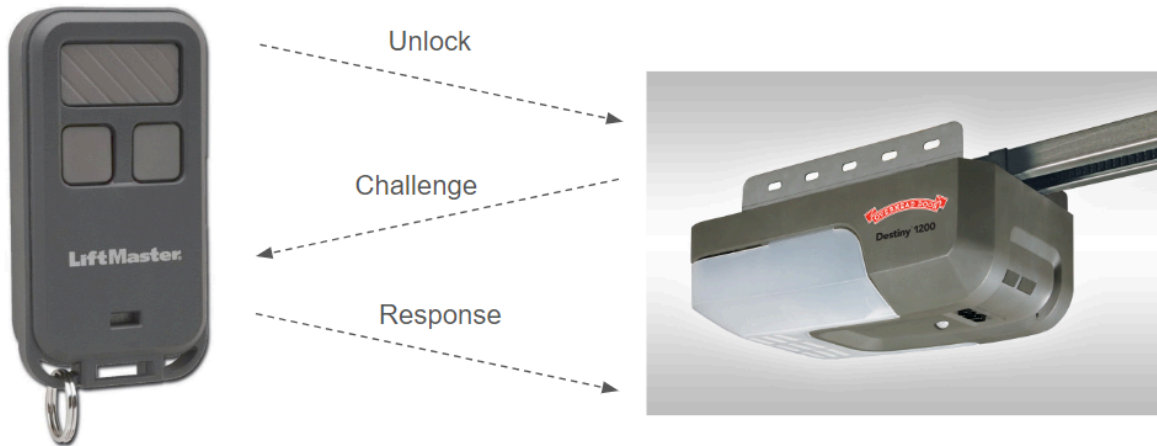 Unlock
Challenge
Response
LiftMaster
OVERHEAD DOOR
Destiny 1200